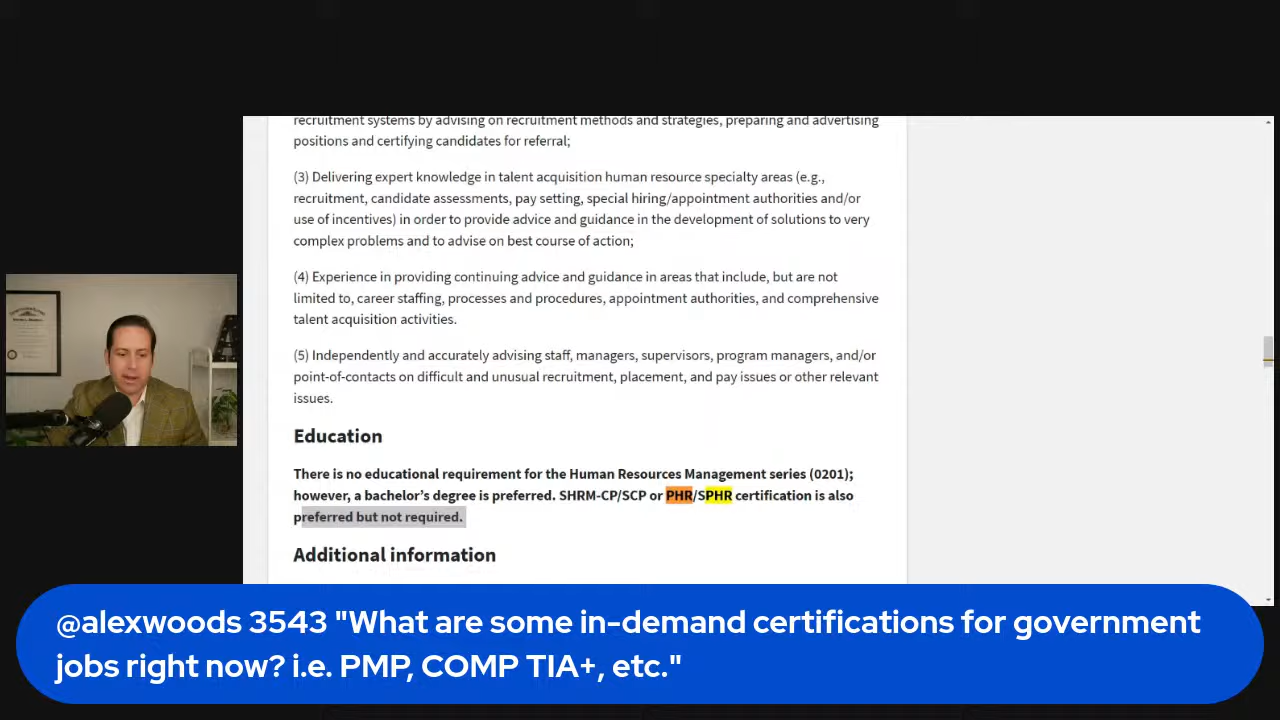 recruitment systems by advising on recruitment methods and strategies, preparing and advertising
positions and certifying candidates for referral;
(3) Delivering expert knowledge in talent acquisition human resource specialty areas (e.g.,
recruitment, candidate assessments, pay setting, special hiring/appointment authorities and/or
use of incentives) in order to provide advice and guidance in the development of solutions to very
complex problems and to advise on best course of action;
(4) Experience in providing continuing advice and guidance in areas that include, but are not
limited to, career staffing, processes and procedures, appointment authorities, and comprehensive
talent acquisition activities.
(5) Independently and accurately advising staff, managers, supervisors, program managers, and/or
point-of-contacts on difficult and unusual recruitment, placement, and pay issues or other relevant
issues.
Education
There is no educational requirement for the Human Resources Management series (0201);
however, a bachelor's degree is preferred. SHRM-CP/SCP or PHR/SPHR certification is also
preferred but not required.
Additional information
@alexwoods 3543 "What are some in-demand certifications for government
jobs right now? i.e. PMP, COMP TIA+, etc."